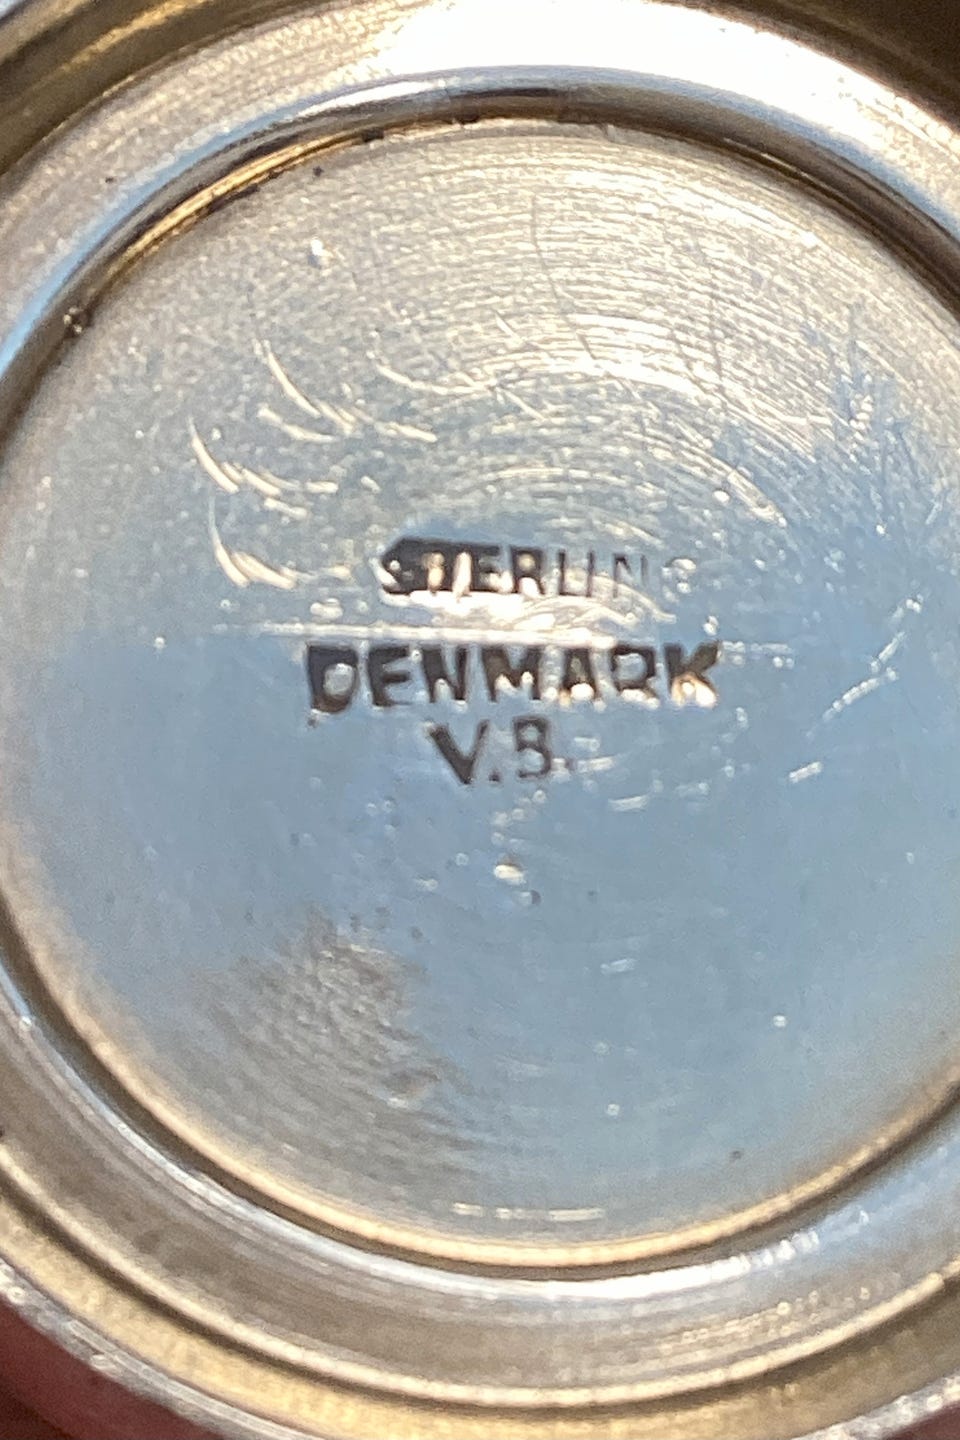 STERLING
DENMARK
V.B.